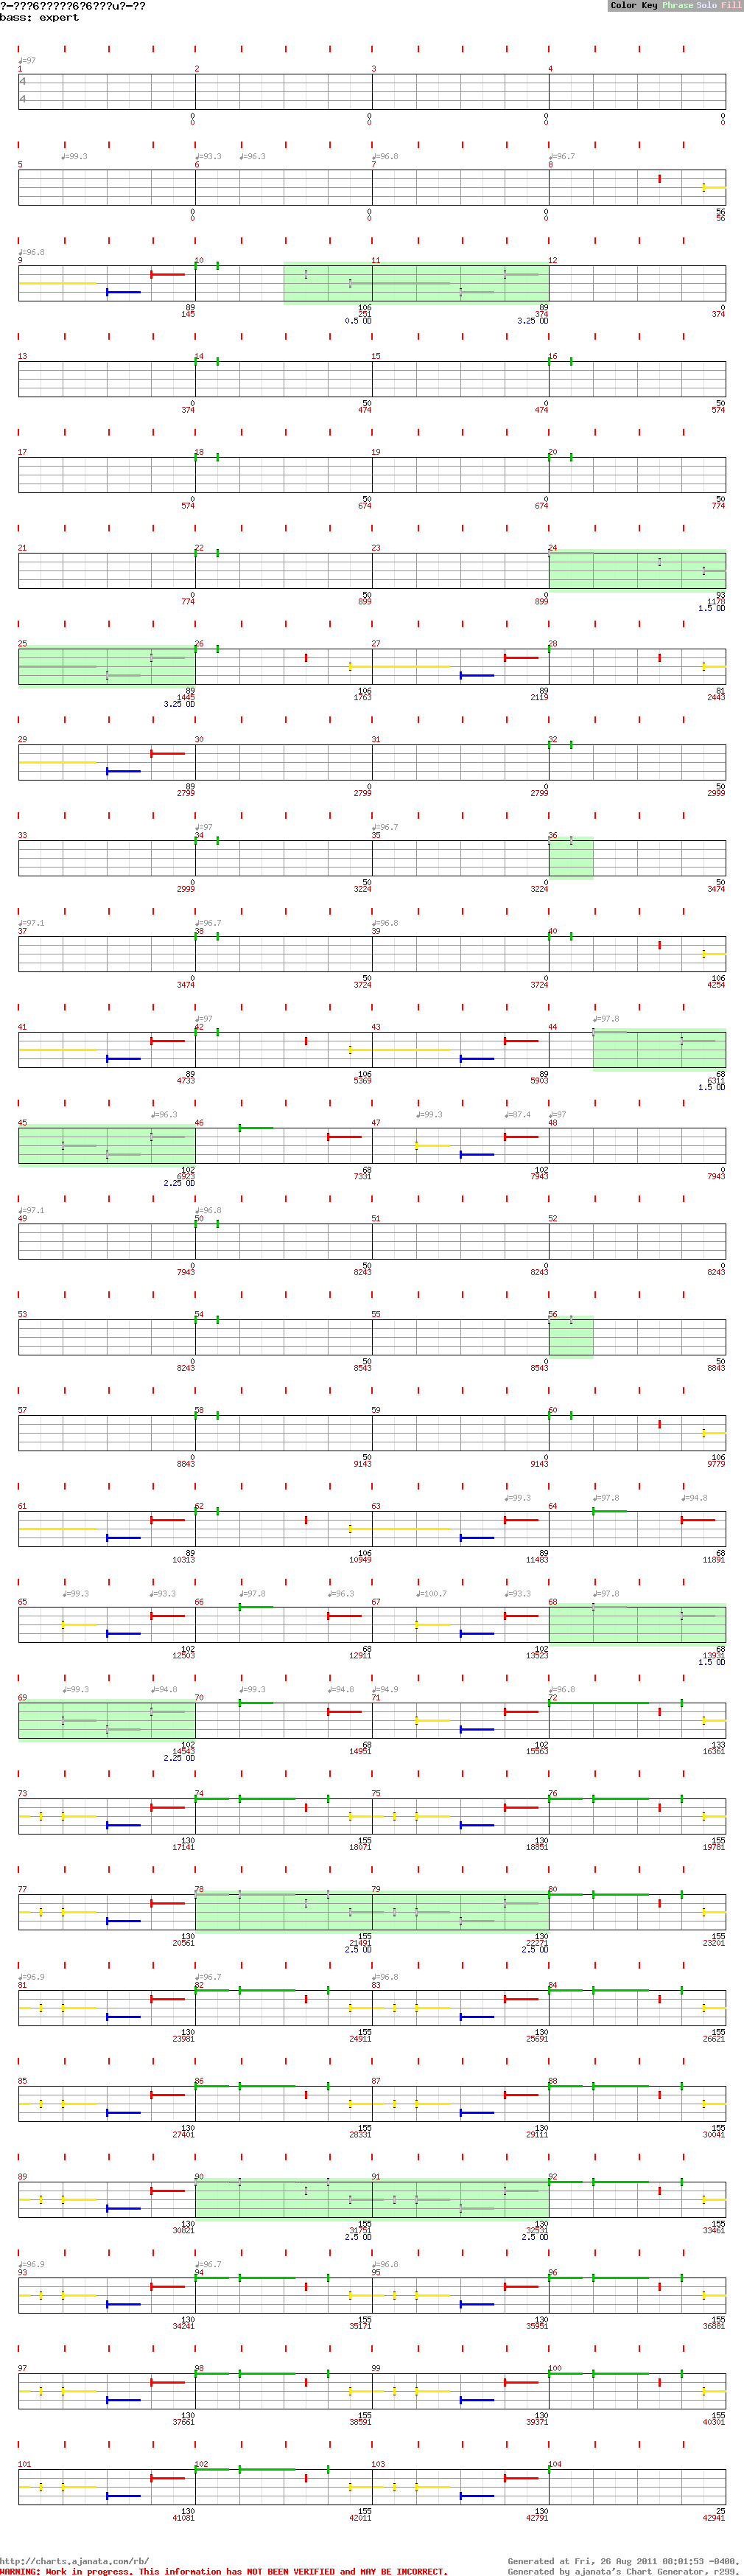 ?-???6?????6?6???u?-??
Color Key Phrase Solo Fill
bass: expert
♩=97
1 2 3 4
4
4
0 0 0 0
0 0 0 0
♩=99.3 ♩=93.3 ♩=96.3 ♩=96.8 ♩=96.7
5 6 7 8
0 0 0 56
0 0 0 56
♩=96.8
9 10 11 12
89 106 89 0
145 251 374 374
0.5 OD 3.25 OD
13 14 15 16
0 50 0 50
374 474 474 574
17 18 19 20
0 50 0 50
574 674 674 774
21 22 23 24
0 50 0 93
774 899 899 1178
1.5 OD
25 26 27 28
89 106 89 81
1445 1763 2119 2443
3.25 OD
29 30 31 32
89 0 0 50
2799 2799 2799 2999
♩=97 ♩=96.7
33 34 35 36
0 50 0 50
2999 3224 3224 3474
♩=97.1 ♩=96.7 ♩=96.8
37 38 39 40
0 50 0 106
3474 3724 3724 4254
♩=97 ♩=97.8
41 42 43 44
89 106 89 68
4733 5369 5903 6311
1.5 OD
♩=96.3 ♩=99.3 ♩=87.4 ♩=97
45 46 47 48
102 68 102 0
6923 7331 7943 7943
2.25 OD
♩=97.1 ♩=96.8
49 50 51 52
0 50 0 0
7943 8243 8243 8243
53 54 55 56
0 50 0 50
8243 8543 8543 8843
57 58 59 60
0 50 0 106
8843 9143 9143 9779
♩=99.3 ♩=97.8 ♩=94.8
61 62 63 64
89 106 89 68
10313 10949 11483 11891
♩=99.3 ♩=93.3 ♩=97.8 ♩=96.3 ♩=100.7 ♩=93.3 ♩=97.8
65 66 67 68
102 68 102 68
12503 12911 13523 13931
1.5 OD
♩=99.3 ♩=94.8 ♩=99.3 ♩=94.8 ♩=94.9 ♩=96.8
69 70 71 72
102 68 102 133
14543 14951 15563 16361
2.25 OD
73 74 75 76
130 155 130 155
17141 18071 18851 19781
77 78 79 80
130 155 130 155
20561 21491 22271 23201
2.5 OD 2.5 OD
♩=96.9 ♩=96.7 ♩=96.8
81 82 83 84
130 155 130 155
23981 24911 25691 26621
85 86 87 88
130 155 130 155
27401 28331 29111 30041
89 90 91 92
130 155 130 155
30821 31751 32531 33461
2.5 OD 2.5 OD
♩=96.9 ♩=96.7 ♩=96.8
93 94 95 96
130 155 130 155
34241 35171 35951 36881
97 98 99 100
130 155 130 155
37661 38591 39371 40301
101 102 103 104
130 155 130 25
41081 42011 42791 42941
http://charts.ajanata.com/rb/
Generated at Fri, 26 Aug 2011 08:01:53 -0400.
WARNING: Work in progress. This information has NOT BEEN VERIFIED and MAY BE INCORRECT.
Generated by ajanata's Chart Generator, r299.